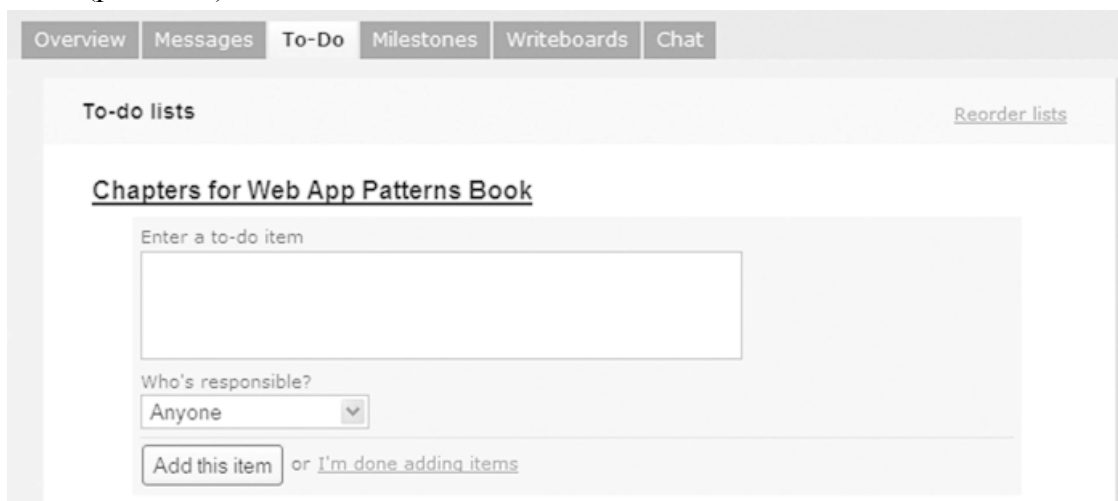 Overview Messages To-Do Milestones Writeboards Chat
To-do lists Reorder lists
Chapters for Web App Patterns Book
Enter a to-do item
Who's responsible?
Anyone
Add this item or I'm done adding items